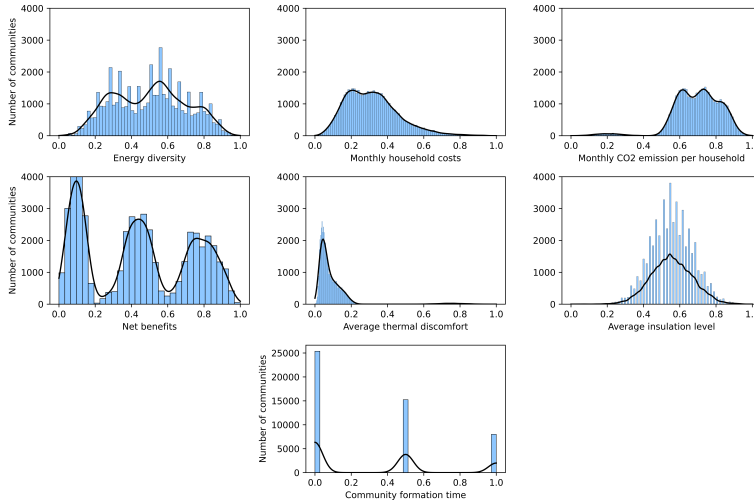 4000 4000 4000
3000 3000 3000
2000 2000 2000
1000 1000 1000
0 0 0
Number of communities
0.0 0.2 0.4 0.6 0.8 1.0 0.0 0.2 0.4 0.6 0.8 1.0 0.0 0.2 0.4 0.6 0.8 1.
Energy diversity Monthly household costs Monthly CO2 emission per household
4000 4000 4000
3000 3000 3000
2000 2000 2000
1000 1000 1000
0 0 0
Number of communities
0.0 0.2 0.4 0.6 0.8 1.0 0.0 0.2 0.4 0.6 0.8 1.0 0.0 0.2 0.4 0.6 0.8 1.
Net benefits Average thermal discomfort Average insulation level
25000
20000
15000
10000
5000
0
Number of communities
0.0 0.2 0.4 0.6 0.8 1.0
Community formation time